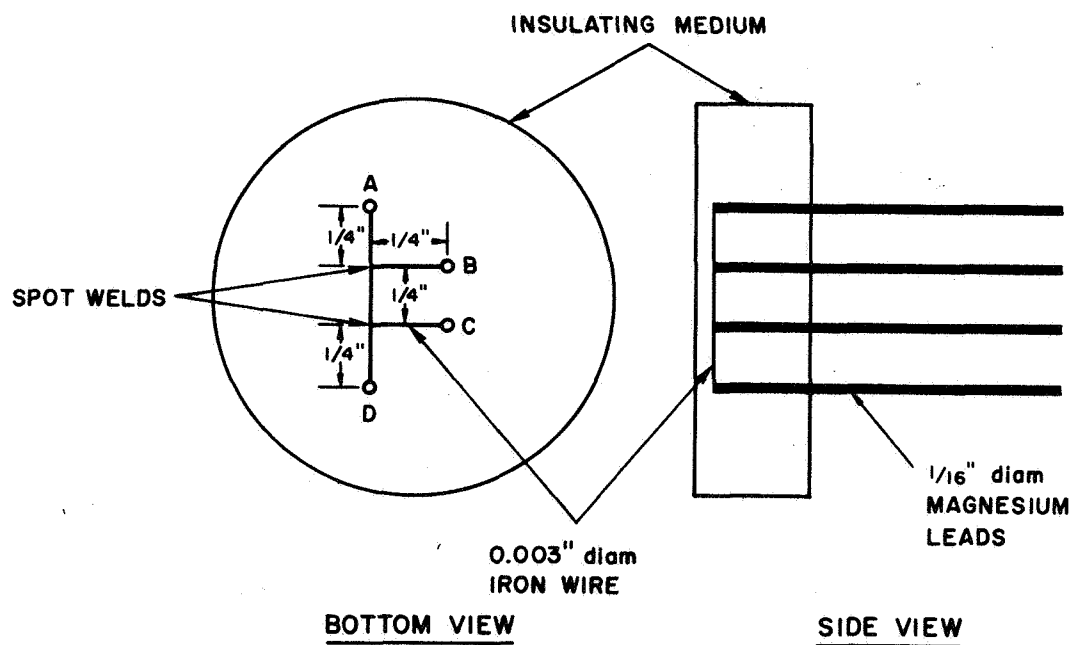 INSULATING MEDIUM
A
1/4"
1/4"
B
SPOT WELDS
1/4"
C
1/4"
D
1/16" diam
MAGNESIUM
LEADS
0.003" diam
IRON WIRE
BOTTOM VIEW
SIDE VIEW